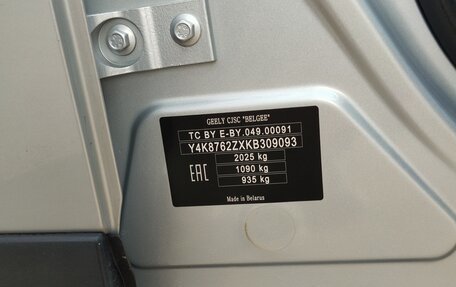 GEELY CJSC "BELGEE"
TC BY E-BY.049.00091
Y4K8762ZXKB309093
2025 kg
1090 kg
935 kg
EAC
Made in Belarus